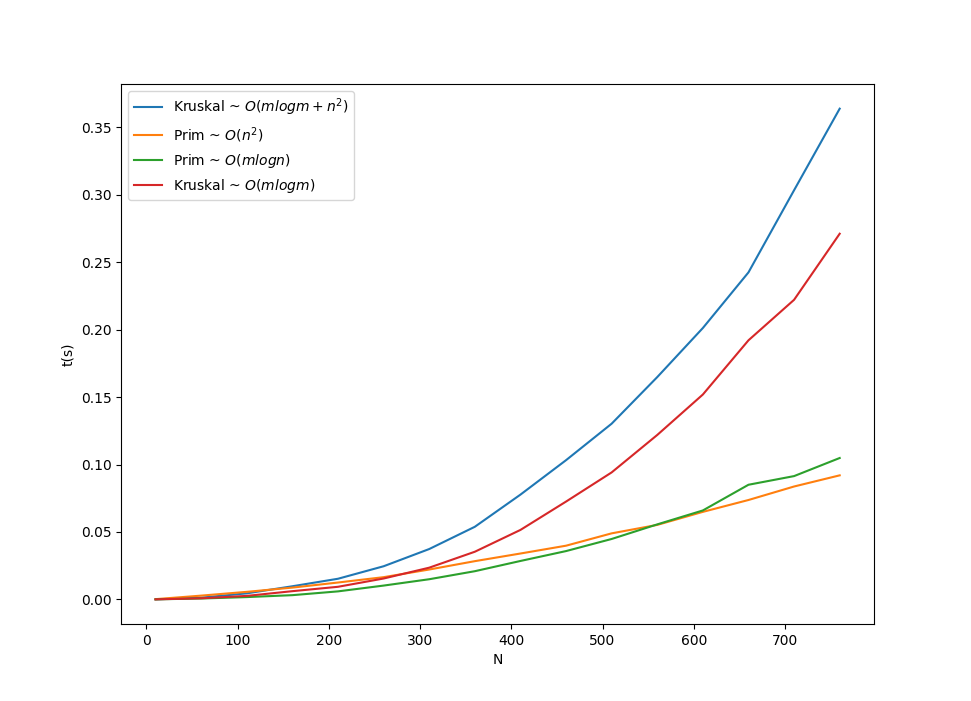 Kruskal ~ O(mlogm + n²)
Prim ~ O(n²)
Prim ~ O(mlogn)
Kruskal ~ O(mlogm)
0.35
0.30
0.25
0.20
0.15
0.10
0.05
0.00
t(s)
0 100 200 300 400 500 600 700
N